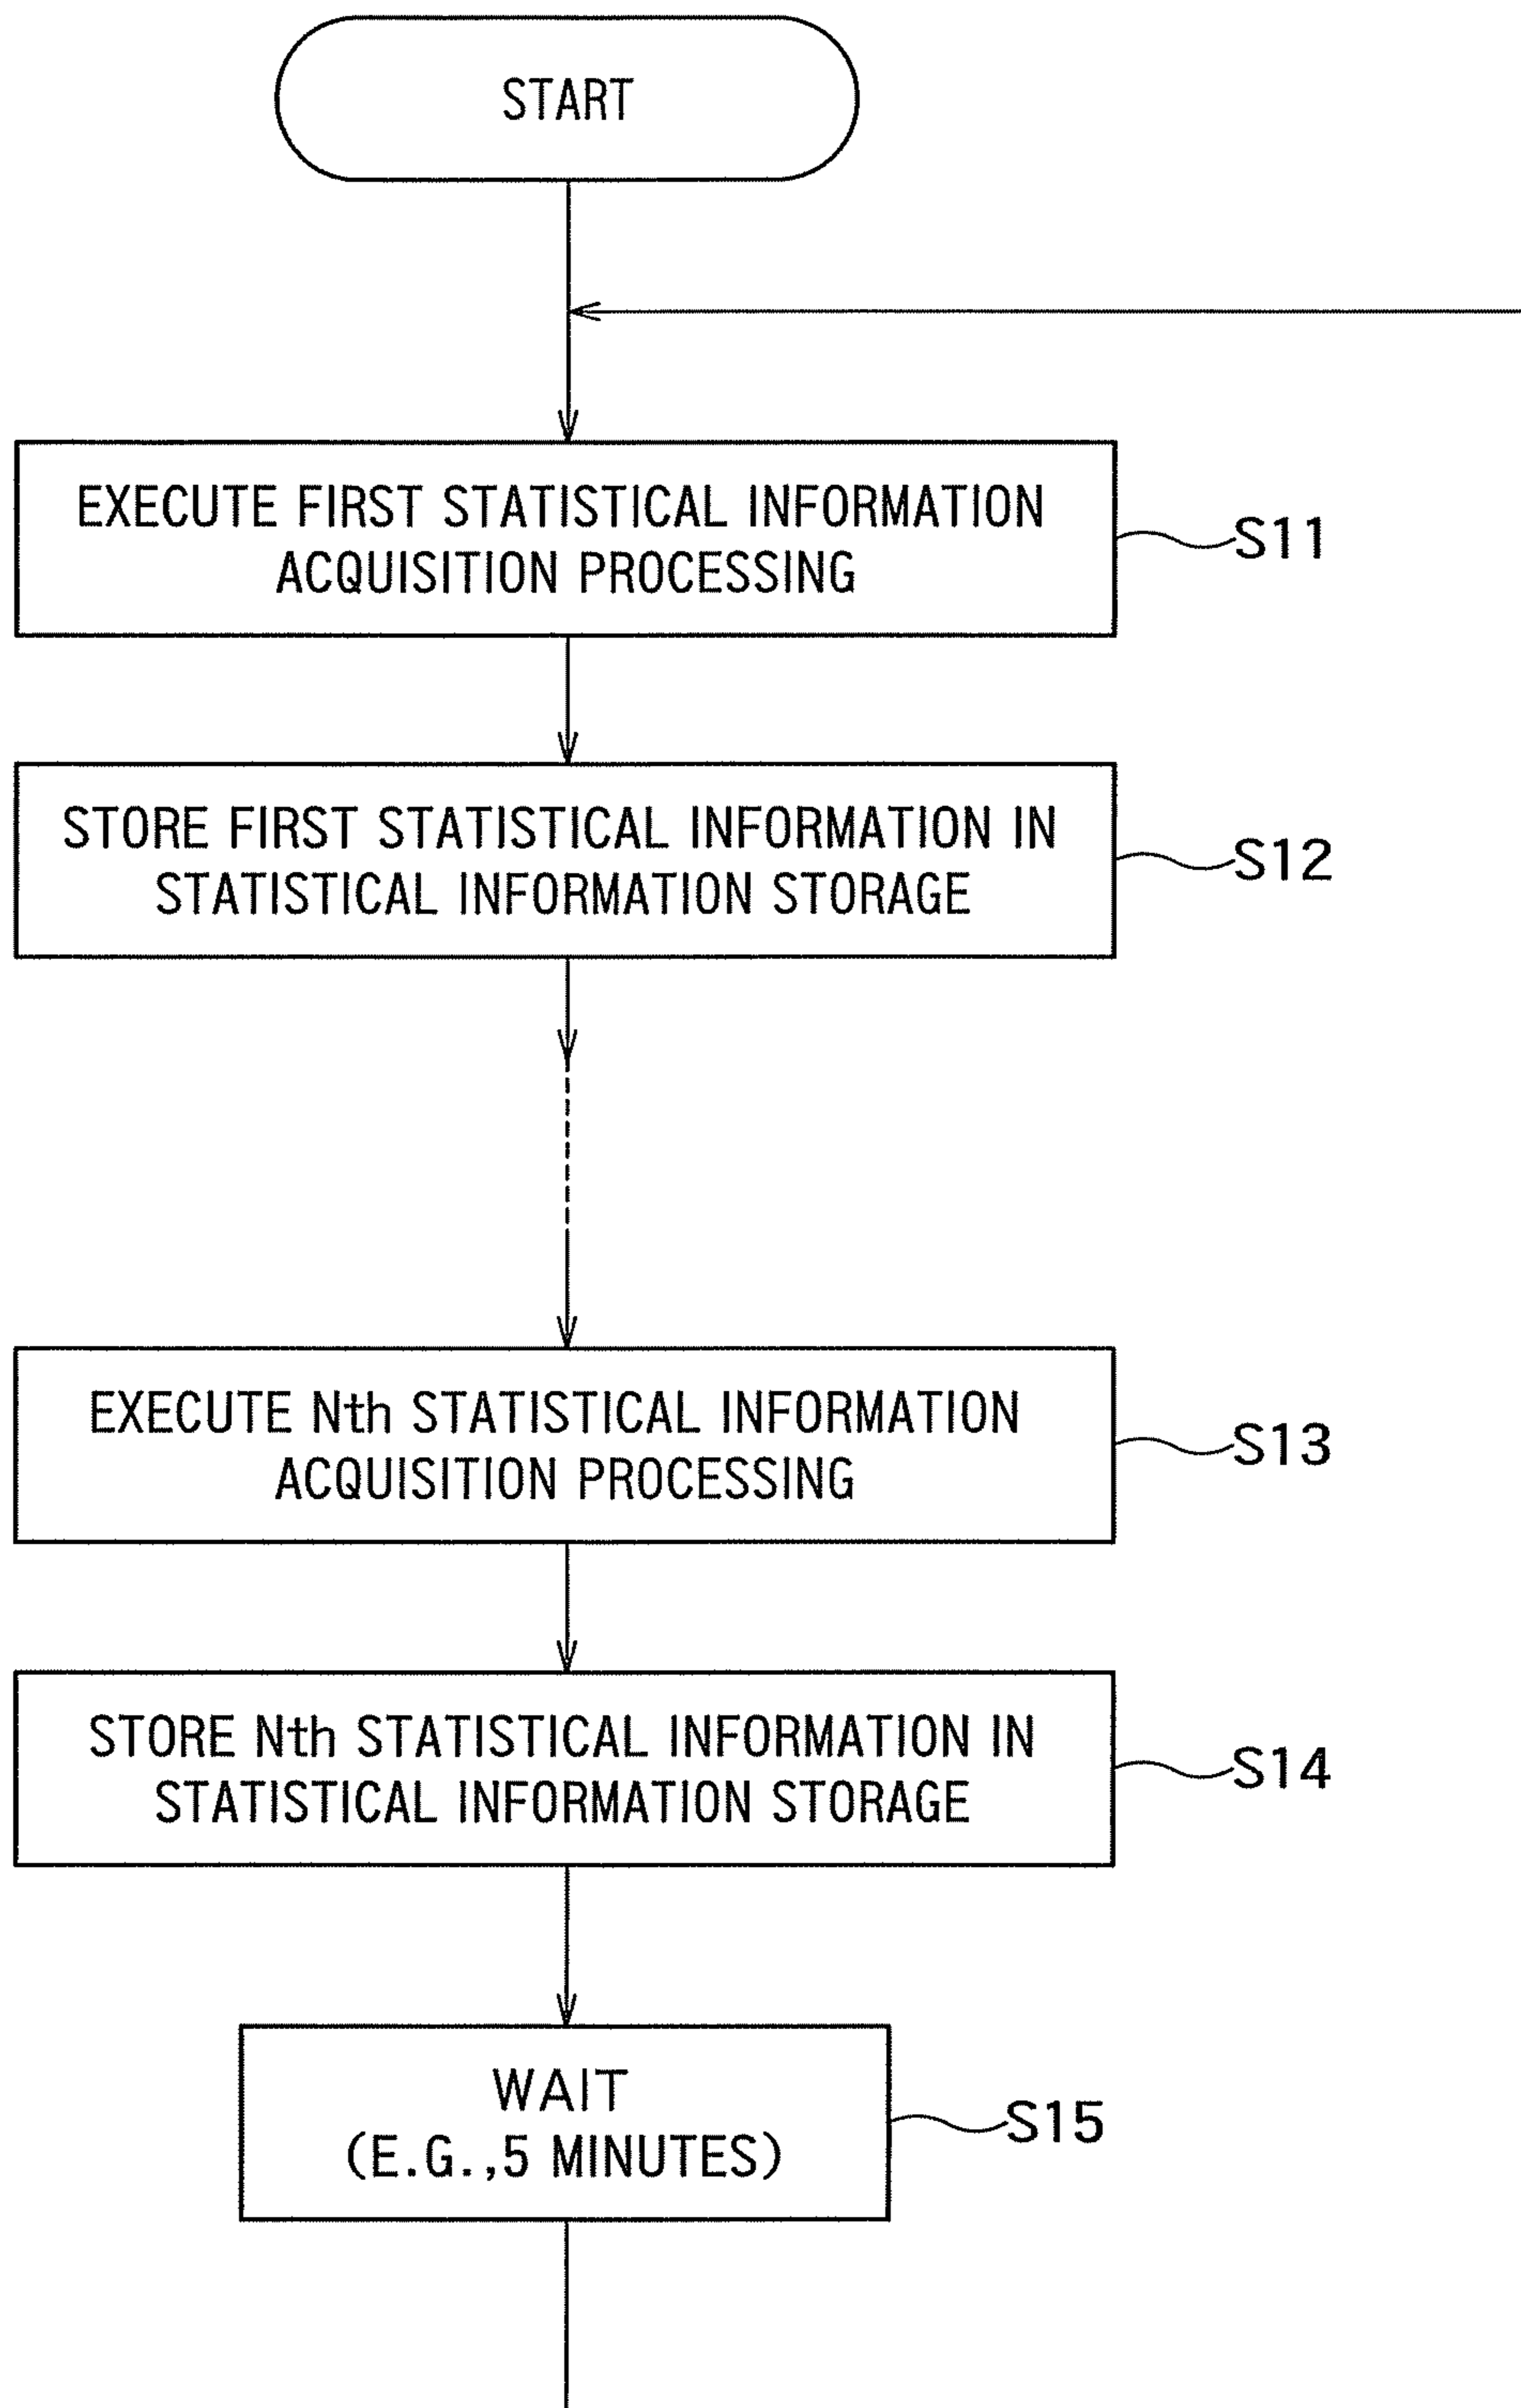 START
EXECUTE FIRST STATISTICAL INFORMATION
ACQUISITION PROCESSING
S11
STORE FIRST STATISTICAL INFORMATION IN
STATISTICAL INFORMATION STORAGE
S12
EXECUTE Nth STATISTICAL INFORMATION
ACQUISITION PROCESSING
S13
STORE Nth STATISTICAL INFORMATION IN
STATISTICAL INFORMATION STORAGE
S14
WAIT
(E.G.,5 MINUTES)
S15